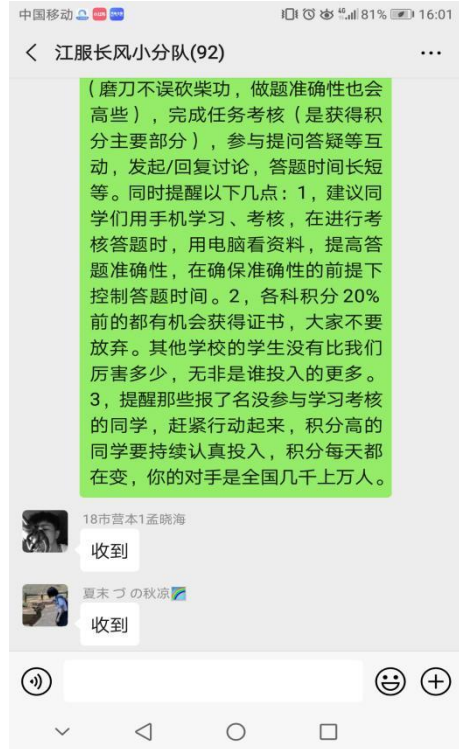 中国移动 81% 16:01
江服长风小分队(92)
（磨刀不误砍柴功，做题准确性也会
高些），完成任务考核（是获得积
分主要部分），参与提问答疑等互
动，发起/回复讨论，答题时间长短
等。同时提醒以下几点：1，建议同
学们用手机学习、考核，在进行考
核答题时，用电脑看资料，提高答
题准确性，在确保准确性的前提下
控制答题时间。2，各科积分20%
前的都有机会获得证书，大家不要
放弃。其他学校的学生没有比我们
厉害多少，无非是谁投入的更多。
3，提醒那些报了名没参与学习考核
的同学，赶紧行动起来，积分高的
同学要持续认真投入，积分每天都
在变，你的对手是全国几千上万人。
18市营本1孟晓海
收到
夏末づの秋凉
收到